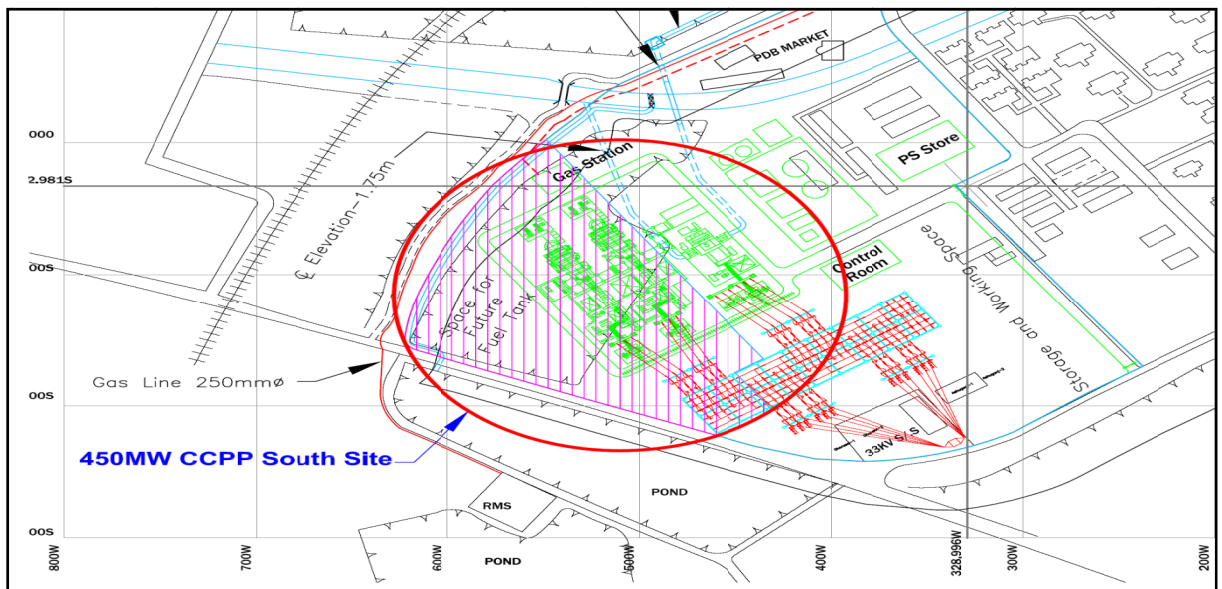 PDB MARKET
000
PS Store
Gas Station
2.981S
℄ Elevation-1.75m
Control
Room
Storage and Working Space
00S
Space for
Future
Fuel Tank
Gas Line 250mmø
00S
33KV S/S
450MW CCPP South Site
POND
RMS
00S
POND
800W
700W
600W
500W
400W
328.996W
300W
200W